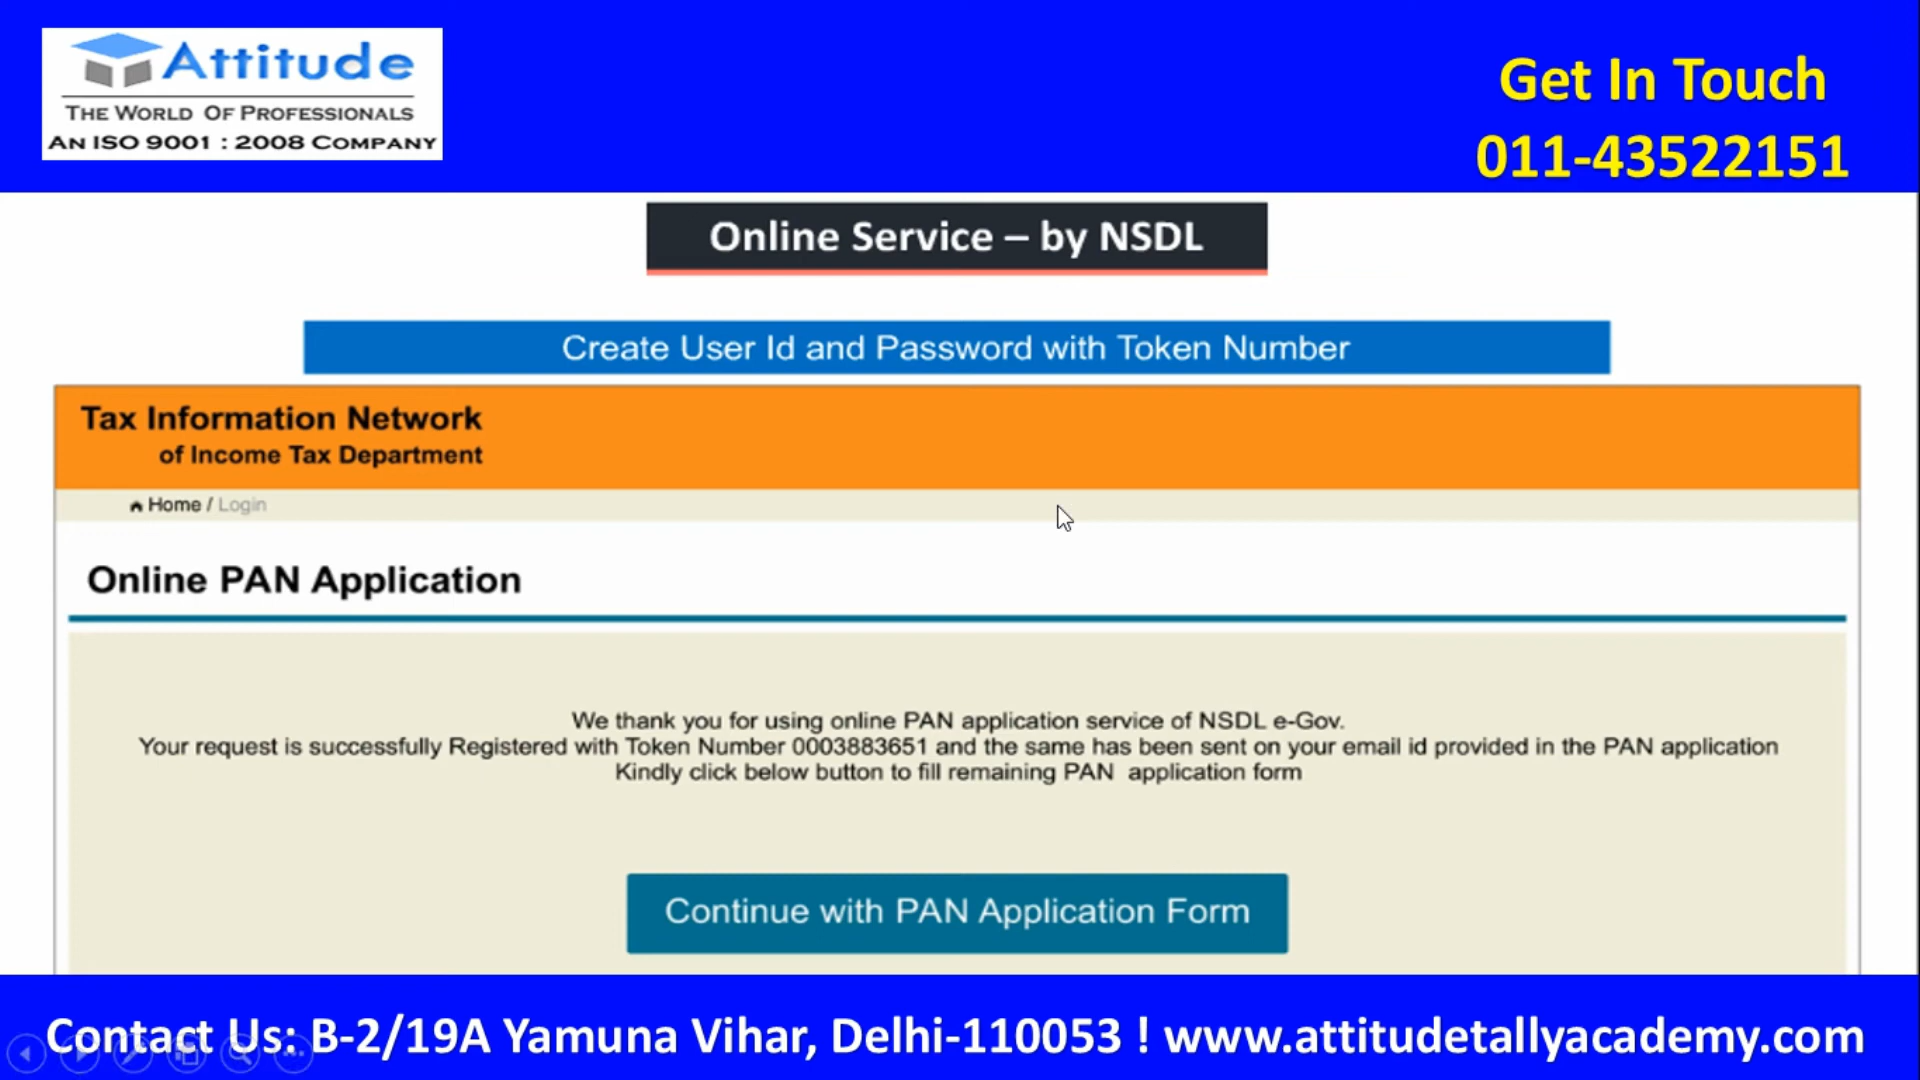 Attitude
THE WORLD OF PROFESSIONALS
AN ISO 9001 : 2008 COMPANY
Get In Touch
011-43522151
Online Service – by NSDL
Create User Id and Password with Token Number
Tax Information Network
of Income Tax Department
Home / Login
Online PAN Application
We thank you for using online PAN application service of NSDL e-Gov.
Your request is successfully Registered with Token Number 0003883651 and the same has been sent on your email id provided in the PAN application
Kindly click below button to fill remaining PAN application form
Continue with PAN Application Form
Contact Us: B-2/19A Yamuna Vihar, Delhi-110053 ! www.attitudetallyacademy.com